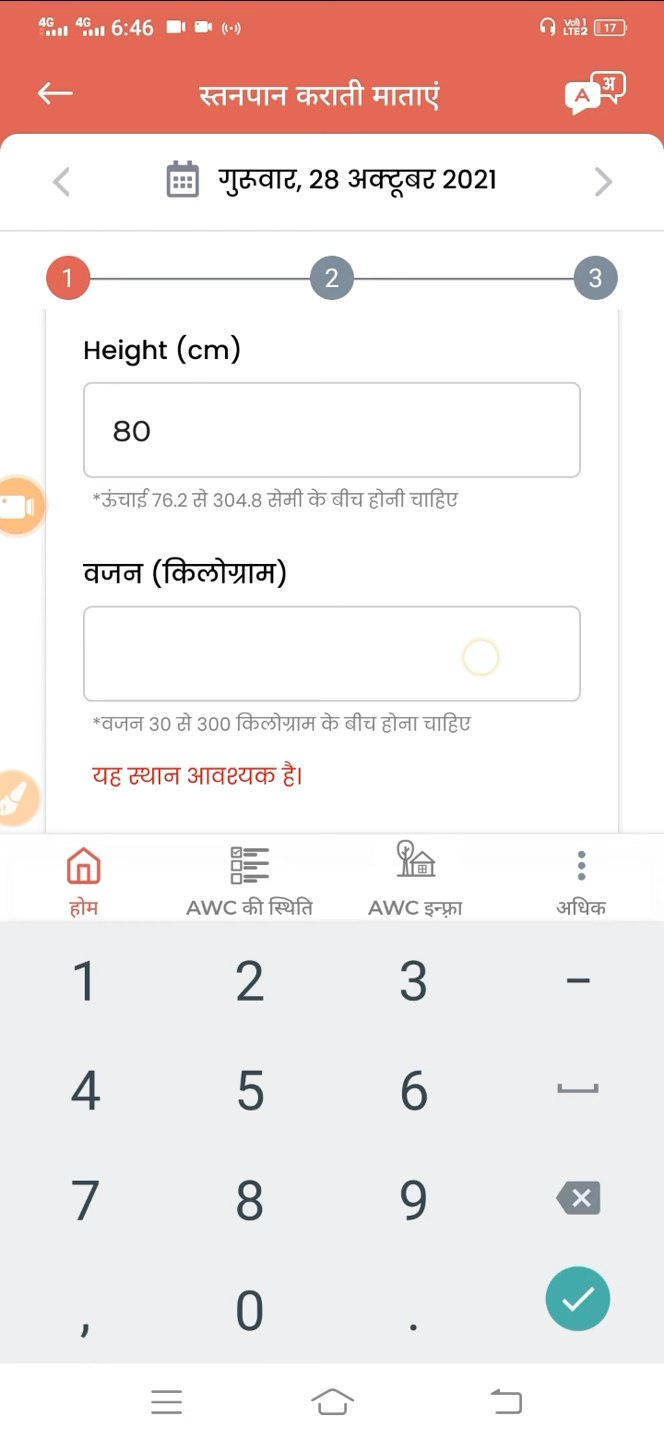 4G 4G 6:46 Vo) 1 LTE2 17
स्तनपान कराती माताएं A अ
गुरूवार, 28 अक्टूबर 2021
1 2 3
Height (cm)
80
*ऊंचाई 76.2 से 304.8 सेमी के बीच होनी चाहिए
वजन (किलोग्राम)
*वजन 30 से 300 किलोग्राम के बीच होना चाहिए
यह स्थान आवश्यक है।
होम AWC की स्थिति AWC इन्फ़्रा अधिक
1 2 3 -
4 5 6
7 8 9
, 0 .